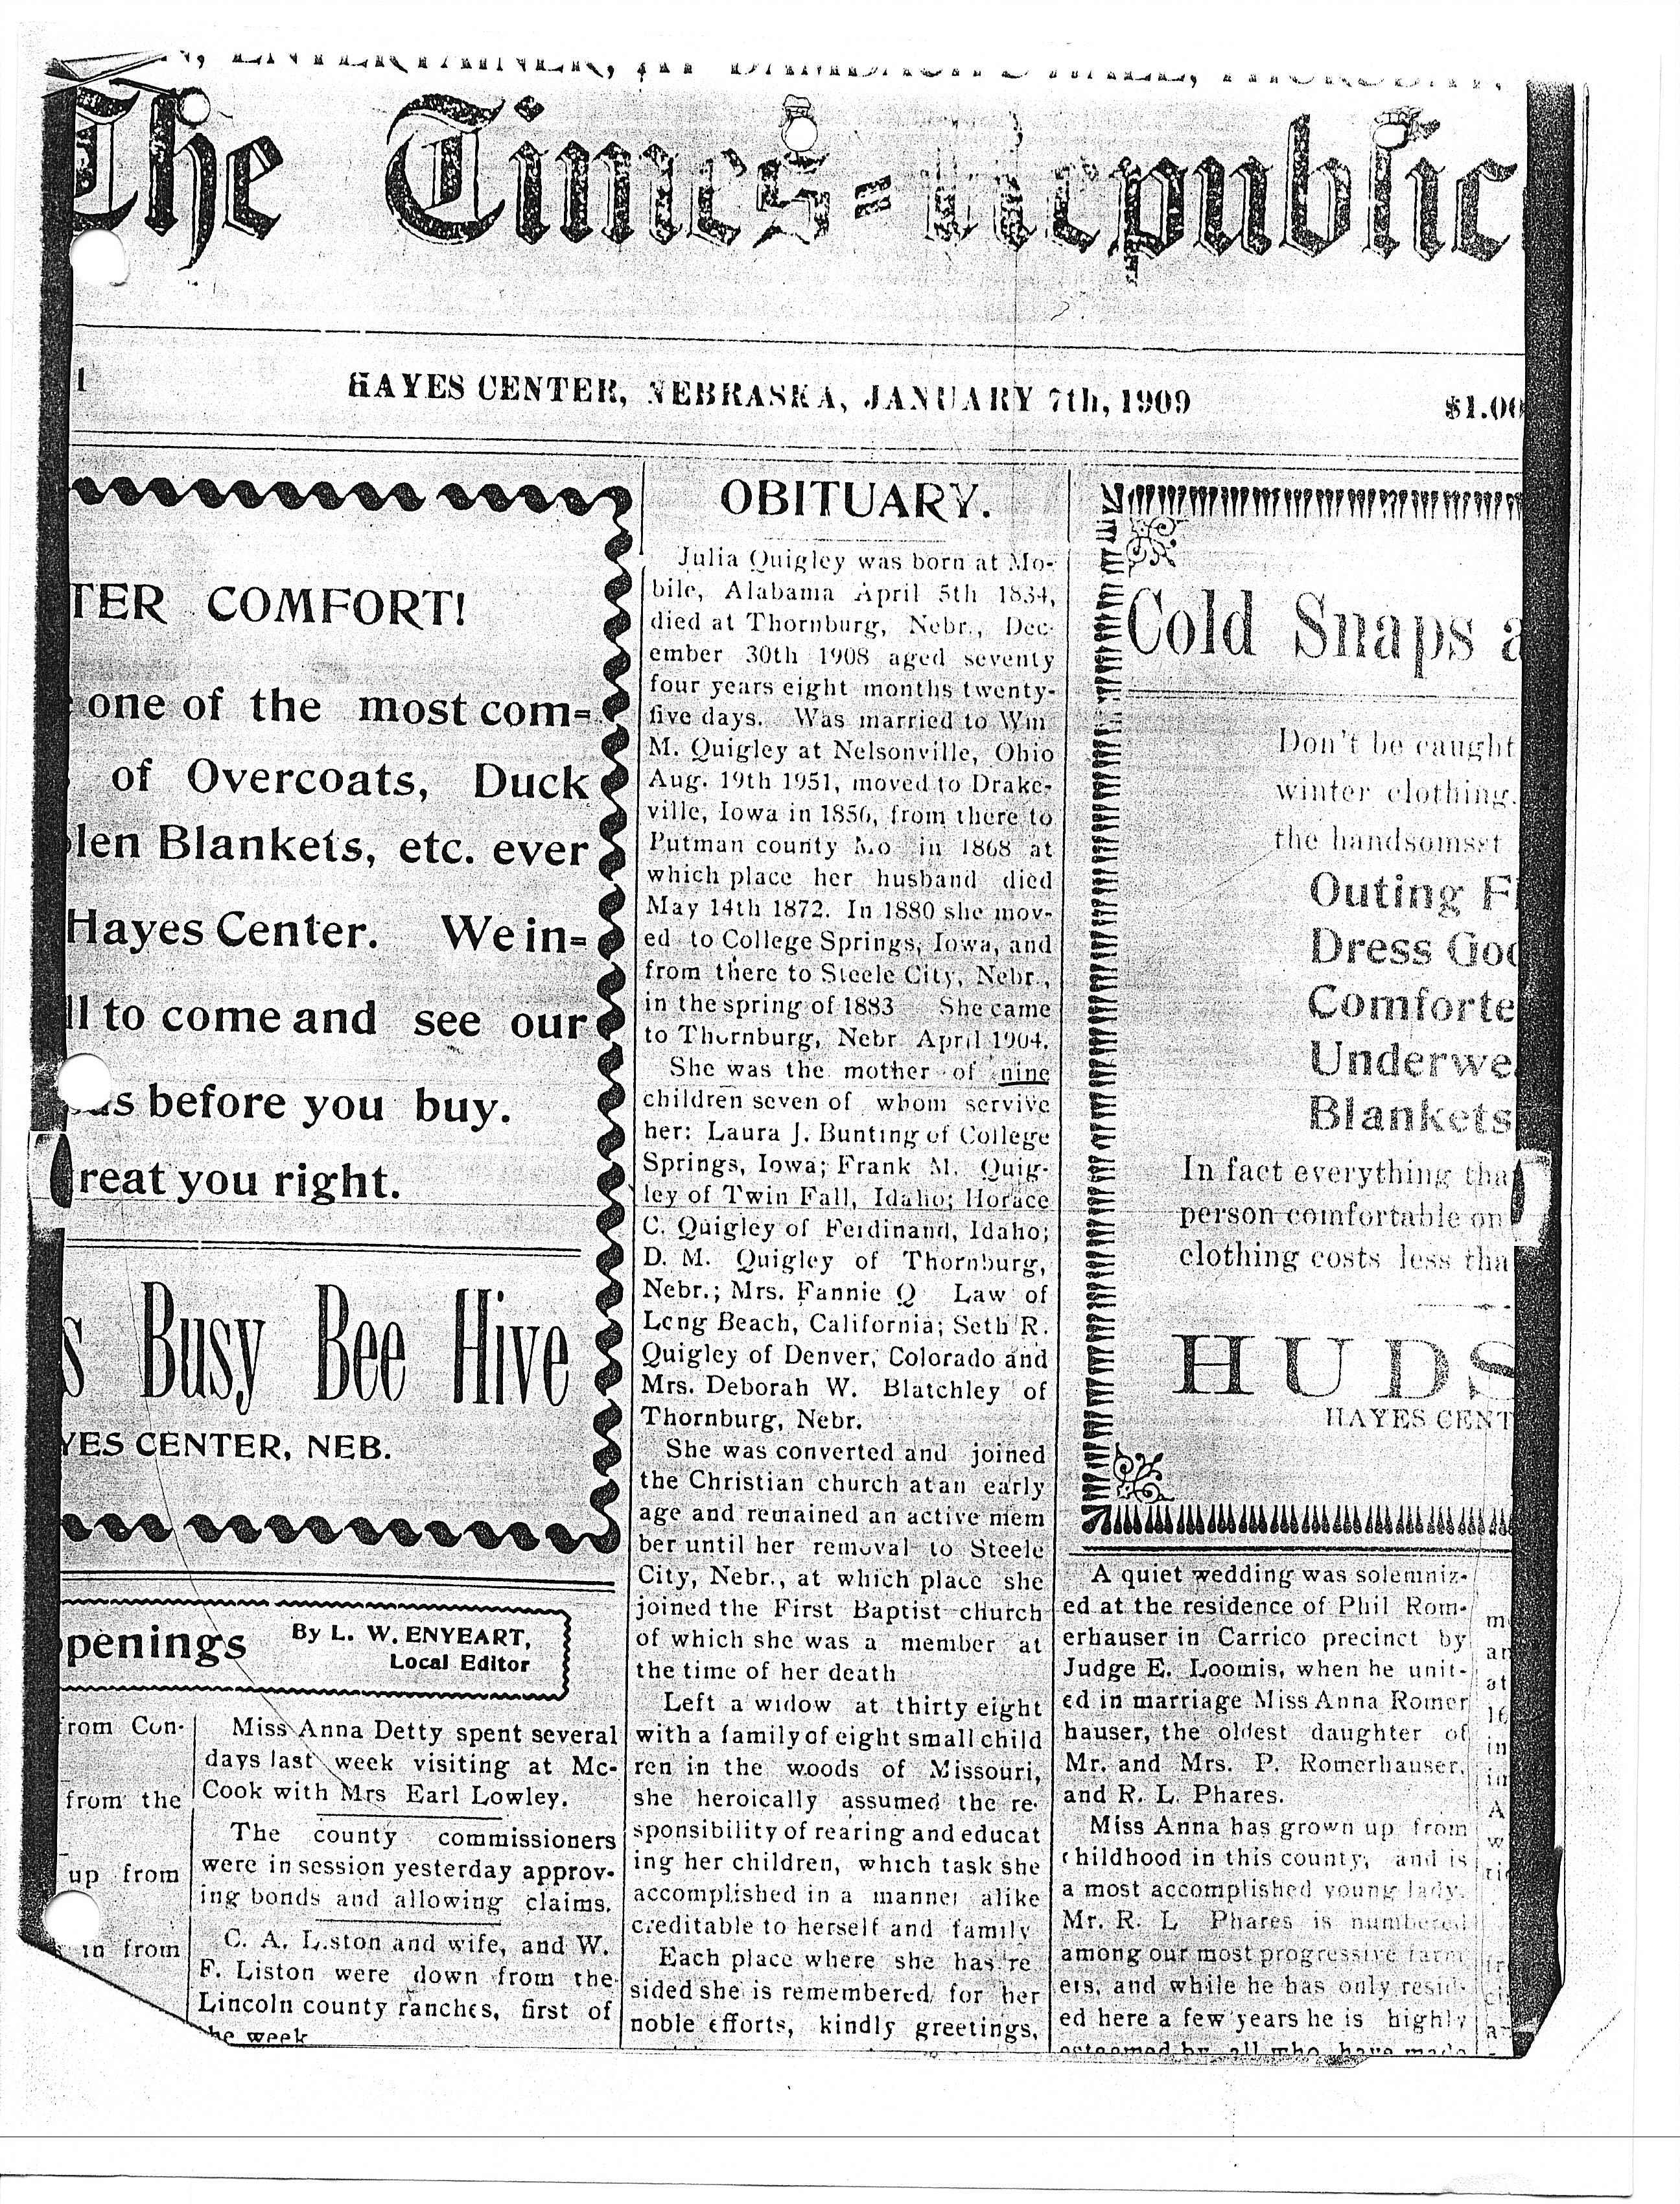 The Times=Republic
1 HAYES CENTER, NEBRASKA, JANUARY 7th, 1909 $1.00
TER COMFORT!
one of the most com=
of Overcoats, Duck
len Blankets, etc. ever
Hayes Center. We in=
ll to come and see our
s before you buy.
reat you right.
s Busy Bee Hive
YES CENTER, NEB.
ppenings By L. W. ENYEART,
Local Editor
from Con-
from the
up from
in from
Miss Anna Detty spent several
days last week visiting at Mc-
Cook with Mrs Earl Lowley.
The county commissioners
were in session yesterday approv-
ing bonds and allowing claims.
C. A. Liston and wife, and W.
F. Liston were down from the
Lincoln county ranches, first of
the week
OBITUARY.
Julia Quigley was born at Mo-
bile, Alabama April 5th 1834,
died at Thornburg, Nebr., Dec-
ember 30th 1908 aged seventy
four years eight months twenty-
five days. Was married to Wm
M. Quigley at Nelsonville, Ohio
Aug. 19th 1951, moved to Drake-
ville, Iowa in 1856, from there to
Putman county Mo in 1868 at
which place her husband died
May 14th 1872. In 1880 she mov-
ed to College Springs, Iowa, and
from there to Steele City, Nebr.,
in the spring of 1883 She came
to Thornburg, Nebr April 1904.
She was the mother of nine
children seven of whom servive
her: Laura J. Bunting of College
Springs, Iowa; Frank M. Quig-
ley of Twin Fall, Idaho; Horace
C. Quigley of Ferdinand, Idaho;
D. M. Quigley of Thornburg,
Nebr.; Mrs. Fannie Q Law of
Long Beach, California; Seth R.
Quigley of Denver, Colorado and
Mrs. Deborah W. Blatchley of
Thornburg, Nebr.
She was converted and joined
the Christian church at an early
age and remained an active mem
ber until her removal to Steele
City, Nebr., at which place she
joined the First Baptist church
of which she was a member at
the time of her death
Left a widow at thirty eight
with a family of eight small child
ren in the woods of Missouri,
she heroically assumed the re-
sponsibility of rearing and educat
ing her children, which task she
accomplished in a manner alike
creditable to herself and family
Each place where she has re
sided she is remembered for her
noble efforts, kindly greetings,
Cold Snaps a
Don't be caught
winter clothing.
the handsomset
Outing Fl
Dress Goo
Comforte
Underwea
Blankets
In fact everything tha
person comfortable on
clothing costs less tha
HUDS
HAYES CENT
A quiet wedding was solemniz-
ed at the residence of Phil Rom-
erhauser in Carrico precinct by
Judge E. Loomis, when he unit-
ed in marriage Miss Anna Romer
hauser, the oldest daughter of
Mr. and Mrs. P. Romerhauser,
and R. L. Phares.
Miss Anna has grown up from
childhood in this county, and is
a most accomplished young lady.
Mr. R. L Phares is numbered
among our most progressive farm
ers, and while he has only resid-
ed here a few years he is highly
esteemed by all who have made
m
an
at
16
in
in
A
w